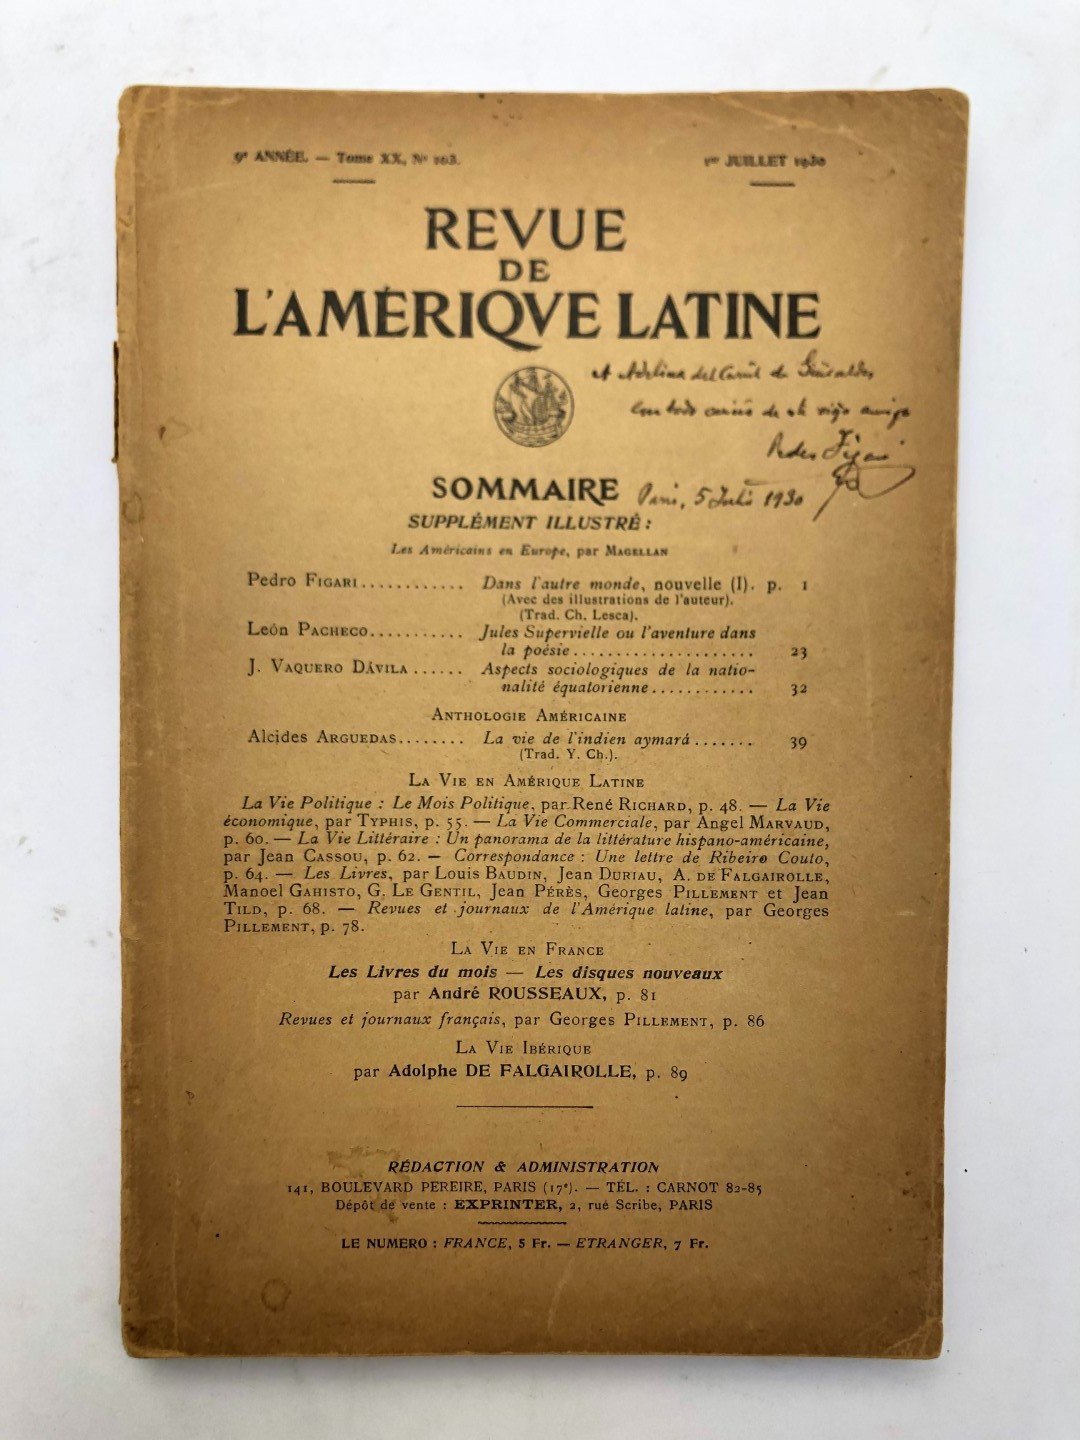 9e ANNÉE. — Tome XX, No 103. 1er JUILLET 1930
REVUE
DE
L'AMÉRIQVE LATINE
A Adelina del Carril de Güiraldes,
con todo cariño de su viejo amigo
Pedro Figari
SOMMAIRE
Paris, 5 Julio 1930
SUPPLÉMENT ILLUSTRÉ :
Les Américains en Europe, par MAGELLAN
Pedro FIGARI............ Dans l'autre monde, nouvelle (I). p. 1
(Avec des illustrations de l'auteur).
(Trad. Ch. Lesca).
León PACHECO........... Jules Supervielle ou l'aventure dans
la poésie..................... 23
J. VAQUERO DÁVILA...... Aspects sociologiques de la natio-
nalité équatorienne............ 32
ANTHOLOGIE AMÉRICAINE
Alcides ARGUEDAS........ La vie de l'indien aymará....... 39
(Trad. Y. Ch.).
LA VIE EN AMÉRIQUE LATINE
La Vie Politique : Le Mois Politique, par René RICHARD, p. 48. — La Vie
économique, par TYPHIS, p. 55. — La Vie Commerciale, par Angel MARVAUD,
p. 60. — La Vie Littéraire : Un panorama de la littérature hispano-américaine,
par Jean CASSOU, p. 62. — Correspondance : Une lettre de Ribeiro Couto,
p. 64. — Les Livres, par Louis BAUDIN, Jean DURIAU, A. DE FALGAIROLLE,
Manoel GAHISTO, G. LE GENTIL, Jean PÉRÈS, Georges PILLEMENT et Jean
TILD, p. 68. — Revues et journaux de l'Amérique latine, par Georges
PILLEMENT, p. 78.
LA VIE EN FRANCE
Les Livres du mois — Les disques nouveaux
par André ROUSSEAUX, p. 81
Revues et journaux français, par Georges PILLEMENT, p. 86
LA VIE IBÉRIQUE
par Adolphe DE FALGAIROLLE, p. 89
RÉDACTION & ADMINISTRATION
141, BOULEVARD PEREIRE, PARIS (17e). — TÉL. : CARNOT 82-85
Dépôt de vente : EXPRINTER, 2, rue Scribe, PARIS
LE NUMERO : FRANCE, 5 Fr. — ETRANGER, 7 Fr.